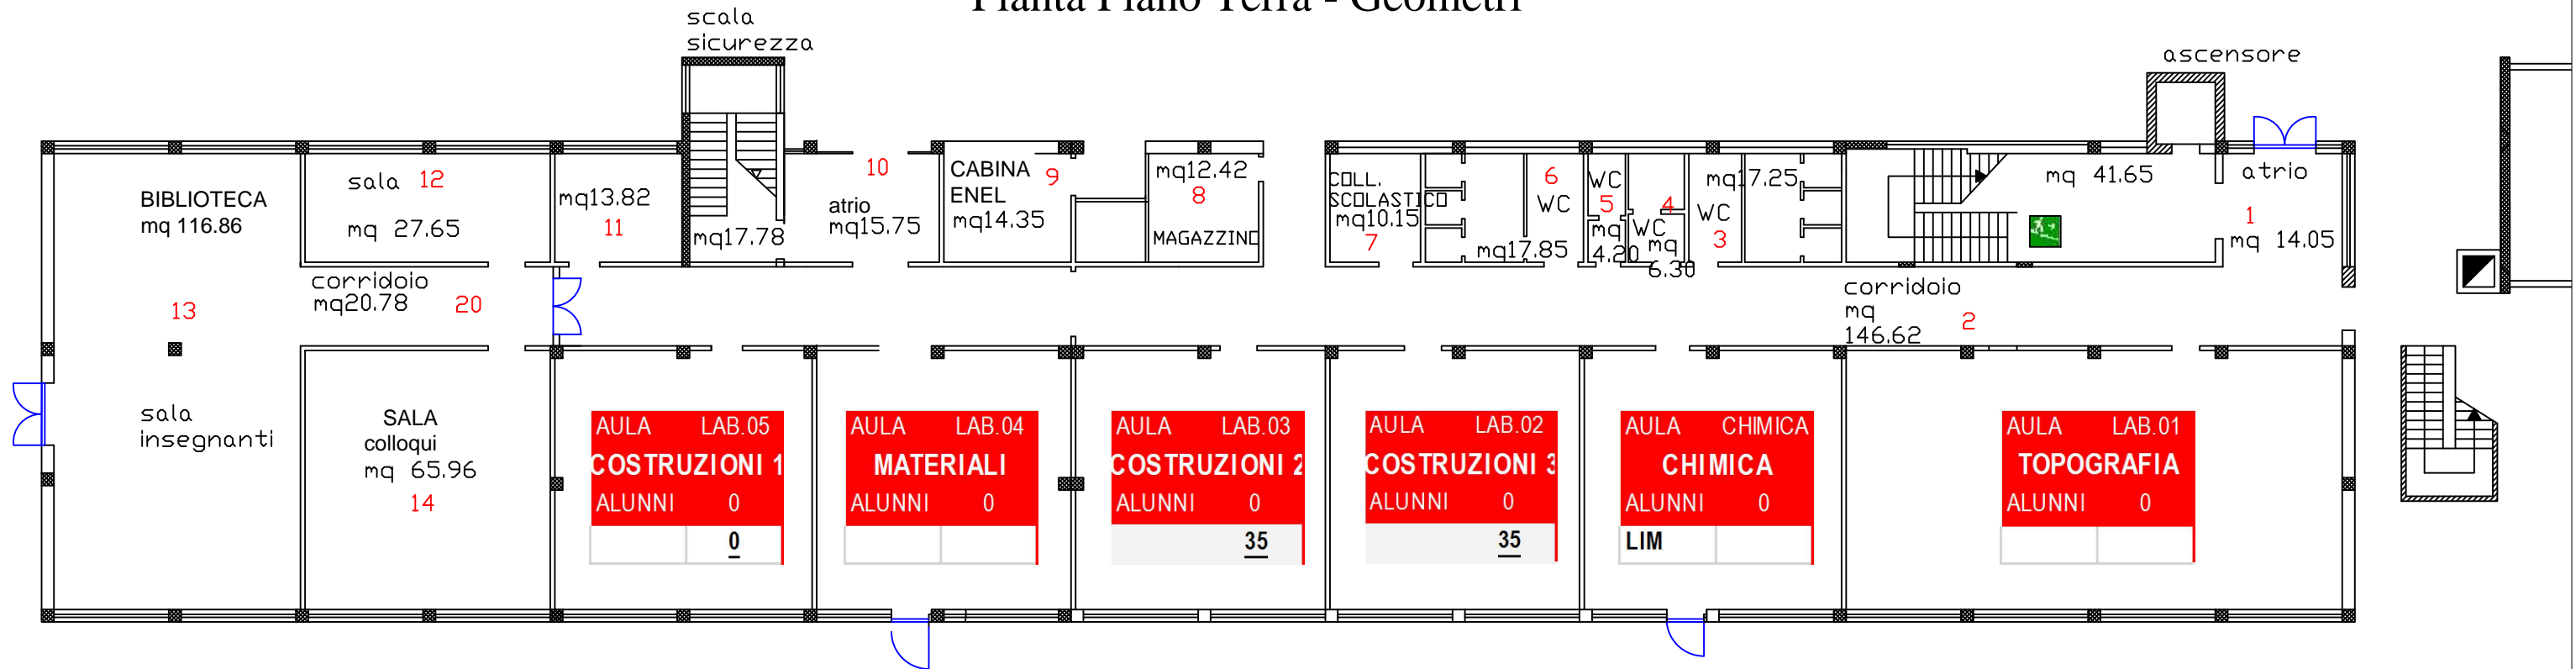 Pianta Piano Terra - Geometri
scala
sicurezza
ascensore
BIBLIOTECA
mq 116.86
13
sala
insegnanti
sala 12
mq 27.65
corridoio
mq20.78 20
mq13.82
11
mq17.78
10
atrio
mq15.75
CABINA 9
ENEL
mq14.35
mq12.42
8
MAGAZZINO
COLL.
SCOLASTICO
mq10.15
7
6
WC
mq17.85
WC
5
mq
4.20
4
WC
mq
6.30
mq17.25
WC
3
mq 41.65
atrio
1
mq 14.05
corridoio
mq 2
146.62
SALA
colloqui
mq 65.96
14
AULA LAB.05
COSTRUZIONI 1
ALUNNI 0
0
AULA LAB.04
MATERIALI
ALUNNI 0
AULA LAB.03
COSTRUZIONI 2
ALUNNI 0
35
AULA LAB.02
COSTRUZIONI 3
ALUNNI 0
35
AULA CHIMICA
CHIMICA
ALUNNI 0
LIM
AULA LAB.01
TOPOGRAFIA
ALUNNI 0